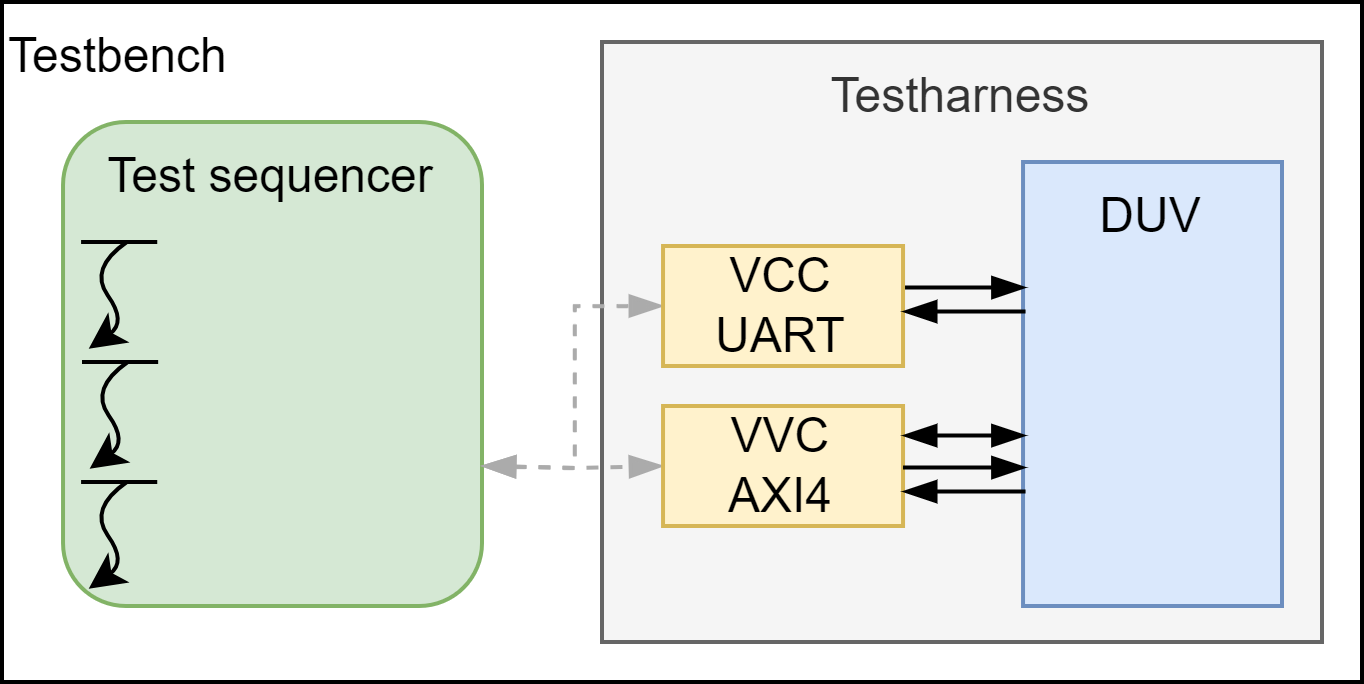 Testbench
Testharness
Test sequencer
DUV
VCC
UART
VVC
AXI4